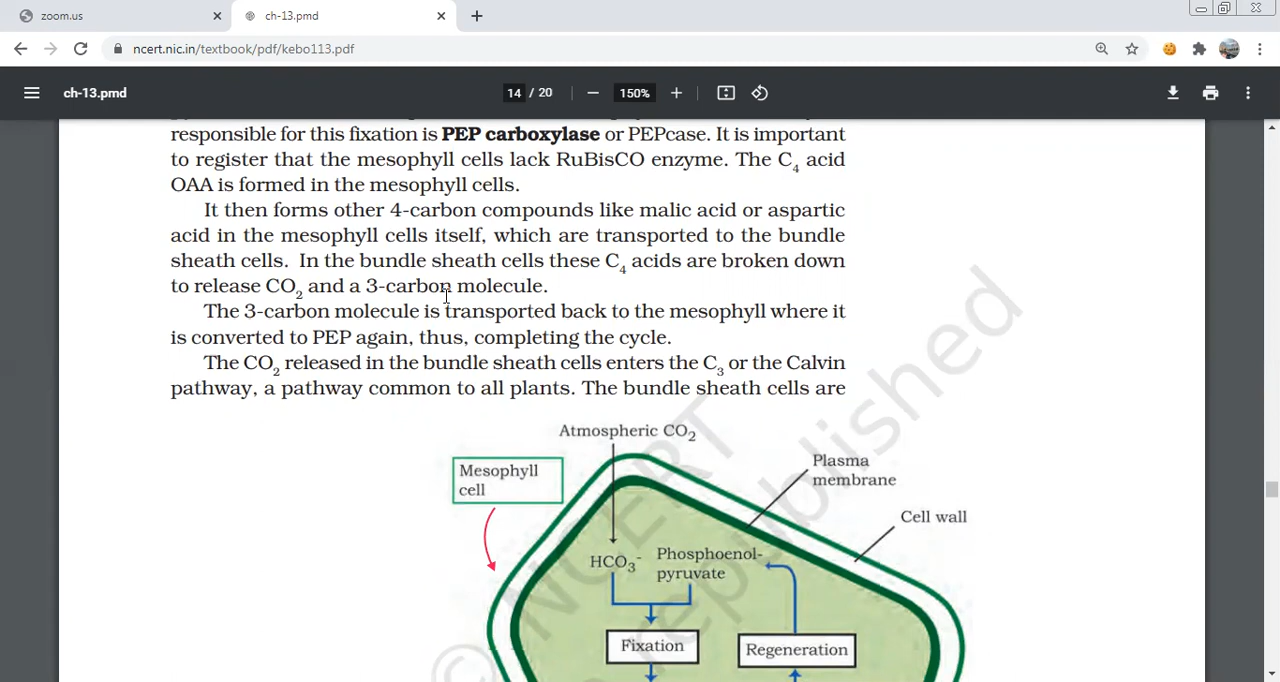 zoom.us
ch-13.pmd
ncert.nic.in/textbook/pdf/kebo113.pdf
ch-13.pmd
14 / 20
150%
responsible for this fixation is PEP carboxylase or PEPcase. It is important
to register that the mesophyll cells lack RuBisCO enzyme. The C4 acid
OAA is formed in the mesophyll cells.
It then forms other 4-carbon compounds like malic acid or aspartic
acid in the mesophyll cells itself, which are transported to the bundle
sheath cells. In the bundle sheath cells these C4 acids are broken down
to release CO2 and a 3-carbon molecule.
The 3-carbon molecule is transported back to the mesophyll where it
is converted to PEP again, thus, completing the cycle.
The CO2 released in the bundle sheath cells enters the C3 or the Calvin
pathway, a pathway common to all plants. The bundle sheath cells are
Atmospheric CO2
Mesophyll
cell
Plasma
membrane
Cell wall
HCO3-
Phosphoenol-
pyruvate
Fixation
Regeneration
© NCERT
republished